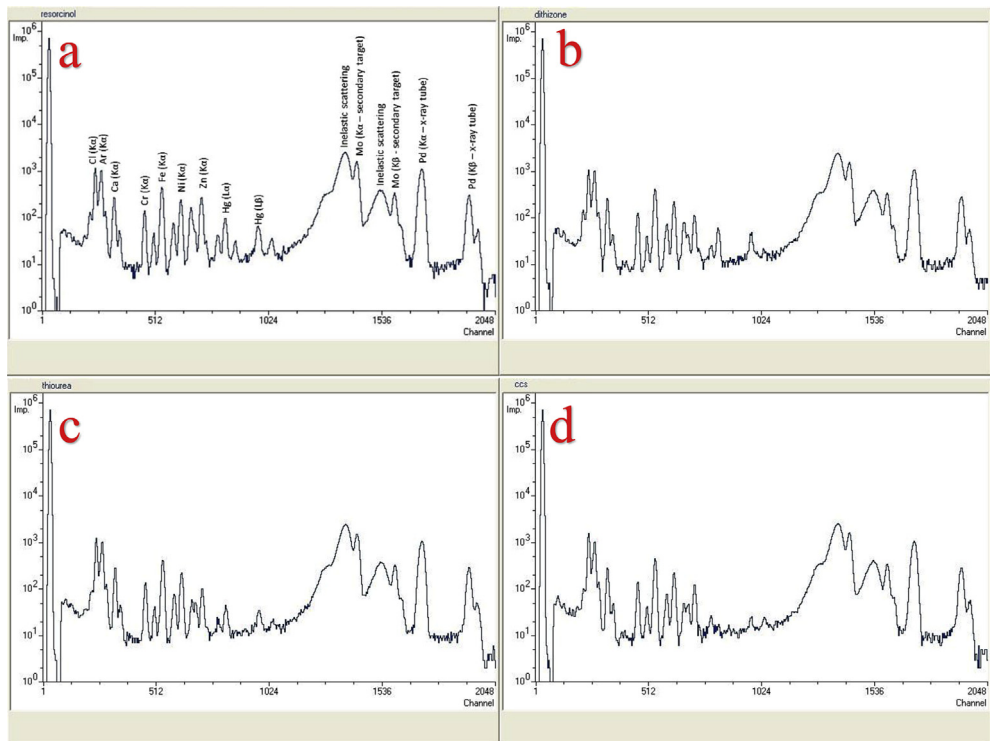 resorcinol
10⁶
Imp.
a
10⁵
10⁴
10³
10²
10¹
10⁰
Cl (Kα)
Ar (Kα)
Ca (Kα)
Cr (Kα)
Fe (Kα)
Ni(Kα)
Zn (Kα)
Hg (Lα)
Hg (Lβ)
Inelastic scattering
Mo (Kα – secondary target)
Inelastic scattering
Mo (Kβ - secondary target)
Pd (Kα – x-ray tube)
Pd (Kβ – x-ray tube)
1 512 1024 1536 2048
Channel
dithizone
10⁶
Imp.
b
10⁵
10⁴
10³
10²
10¹
10⁰
1 512 1024 1536 2048
Channel
thiourea
10⁶
Imp.
c
10⁵
10⁴
10³
10²
10¹
10⁰
1 512 1024 1536 2048
Channel
ccs
10⁶
Imp.
d
10⁵
10⁴
10³
10²
10¹
10⁰
1 512 1024 1536 2048
Channel